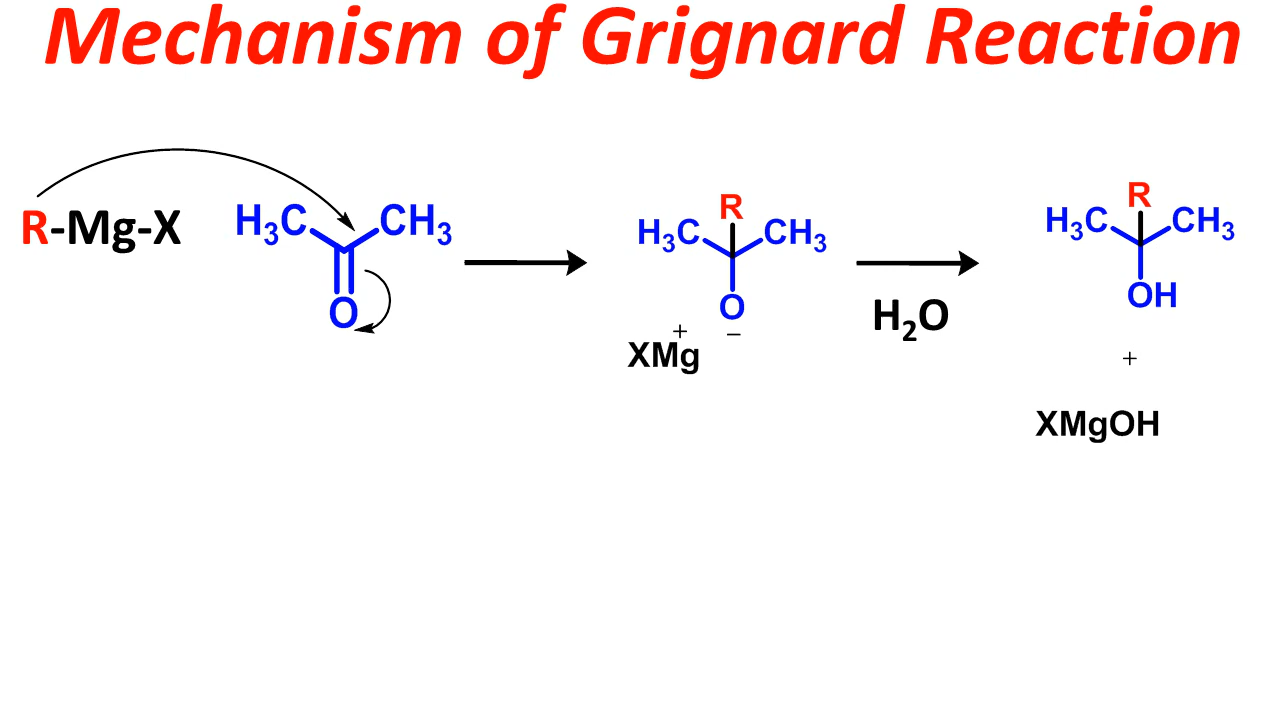 Mechanism of Grignard Reaction
R-Mg-X
H₃C CH₃
O
R
H₃C CH₃
O
+ −
XMg
H₂O
R
H₃C CH₃
OH
+
XMgOH